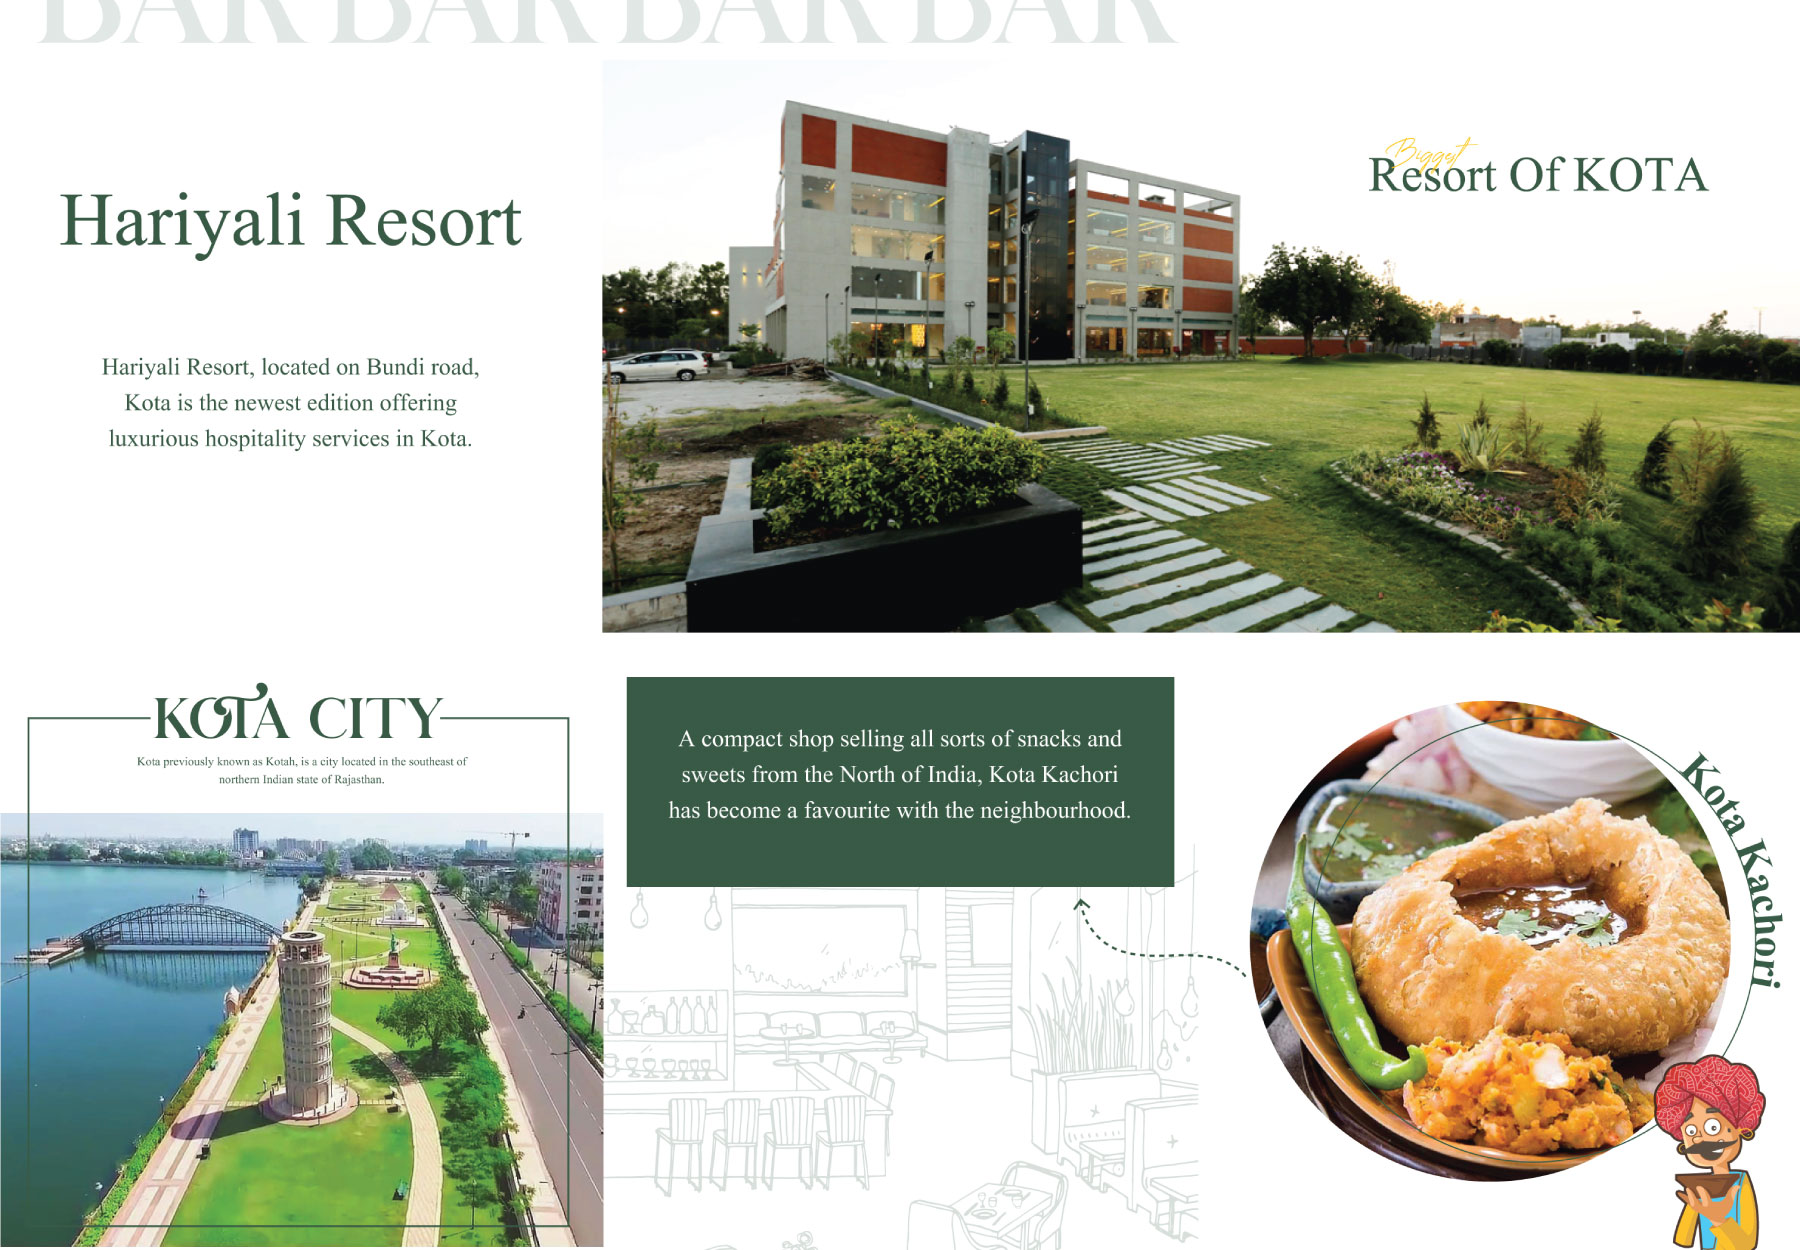 BAR BAR BAR BAR
Hariyali Resort
Hariyali Resort, located on Bundi road,
Kota is the newest edition offering
luxurious hospitality services in Kota.
Biggest
Resort Of KOTA
KOTA CITY
Kota previously known as Kotah, is a city located in the southeast of
northern Indian state of Rajasthan.
A compact shop selling all sorts of snacks and
sweets from the North of India, Kota Kachori
has become a favourite with the neighbourhood.
Kota Kachori